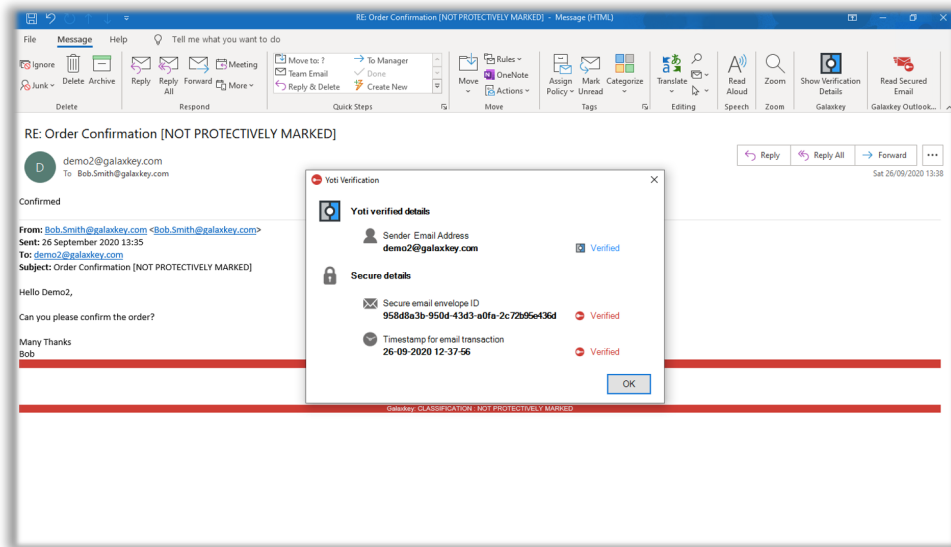 RE: Order Confirmation [NOT PROTECTIVELY MARKED] - Message (HTML)
File Message Help Tell me what you want to do
Ignore
Junk
Delete
Archive
Reply
Reply All
Forward
Meeting
More
Move to: ?
Team Email
Reply & Delete
To Manager
Done
Create New
Move
Rules
OneNote
Actions
Assign Policy
Mark Unread
Categorize
Translate
Read Aloud
Zoom
Show Verification Details
Read Secured Email
Delete Respond Quick Steps Move Tags Editing Speech Zoom Galaxkey Galaxkey Outlook...
RE: Order Confirmation [NOT PROTECTIVELY MARKED]
D
demo2@galaxkey.com
To Bob.Smith@galaxkey.com
Reply Reply All Forward
Sat 26/09/2020 13:38
Confirmed
From: Bob.Smith@galaxkey.com <Bob.Smith@galaxkey.com>
Sent: 26 September 2020 13:35
To: demo2@galaxkey.com
Subject: Order Confirmation [NOT PROTECTIVELY MARKED]
Hello Demo2,
Can you please confirm the order?
Many Thanks
Bob
Yoti Verification
Yoti verified details
Sender Email Address
demo2@galaxkey.com Verified
Secure details
Secure email envelope ID
958d8a3b-950d-43d3-a0fa-2c72b95e436d Verified
Timestamp for email transaction
26-09-2020 12-37-56 Verified
OK
Galaxkey: CLASSIFICATION : NOT PROTECTIVELY MARKED